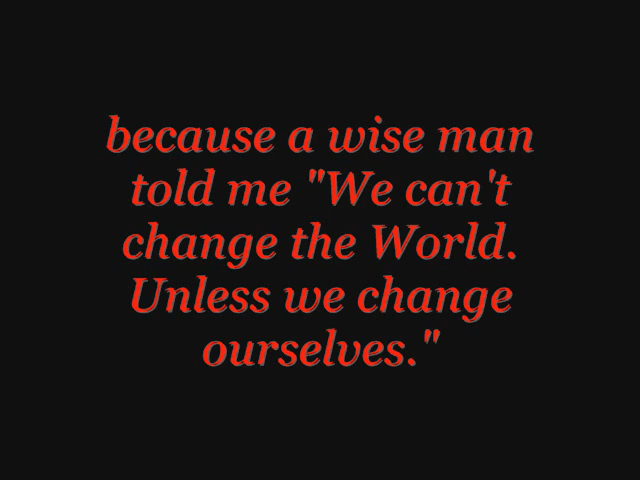 because a wise man
told me "We can't
change the World.
Unless we change
ourselves."